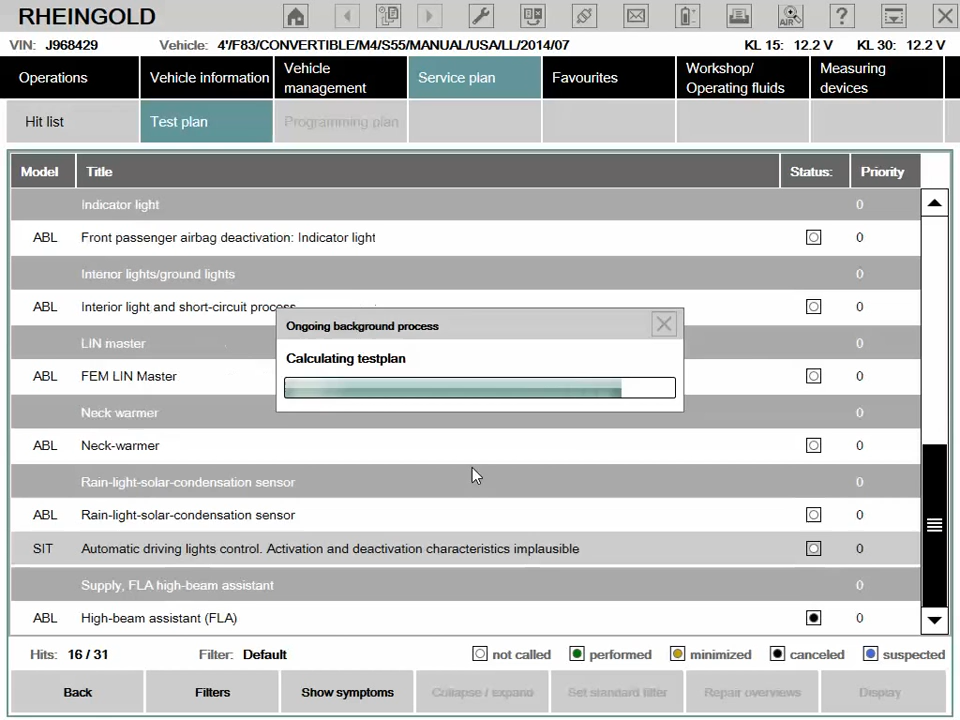 RHEINGOLD
AIR
VIN: J968429 Vehicle: 4'/F83/CONVERTIBLE/M4/S55/MANUAL/USA/LL/2014/07 KL 15: 12.2 V KL 30: 12.2 V
Operations Vehicle information Vehicle management Service plan Favourites Workshop/ Operating fluids Measuring devices
Hit list Test plan Programming plan
Model Title Status: Priority
Indicator light 0
ABL Front passenger airbag deactivation: Indicator light 0
Interior lights/ground lights 0
ABL Interior light and short-circuit process 0
Ongoing background process
LIN master 0
Calculating testplan
ABL FEM LIN Master 0
Neck warmer 0
ABL Neck-warmer 0
Rain-light-solar-condensation sensor 0
ABL Rain-light-solar-condensation sensor 0
SIT Automatic driving lights control. Activation and deactivation characteristics implausible 0
Supply, FLA high-beam assistant 0
ABL High-beam assistant (FLA) 0
Hits: 16 / 31 Filter: Default not called performed minimized canceled suspected
Back Filters Show symptoms Collapse / expand Set standard filter Repair overviews Display